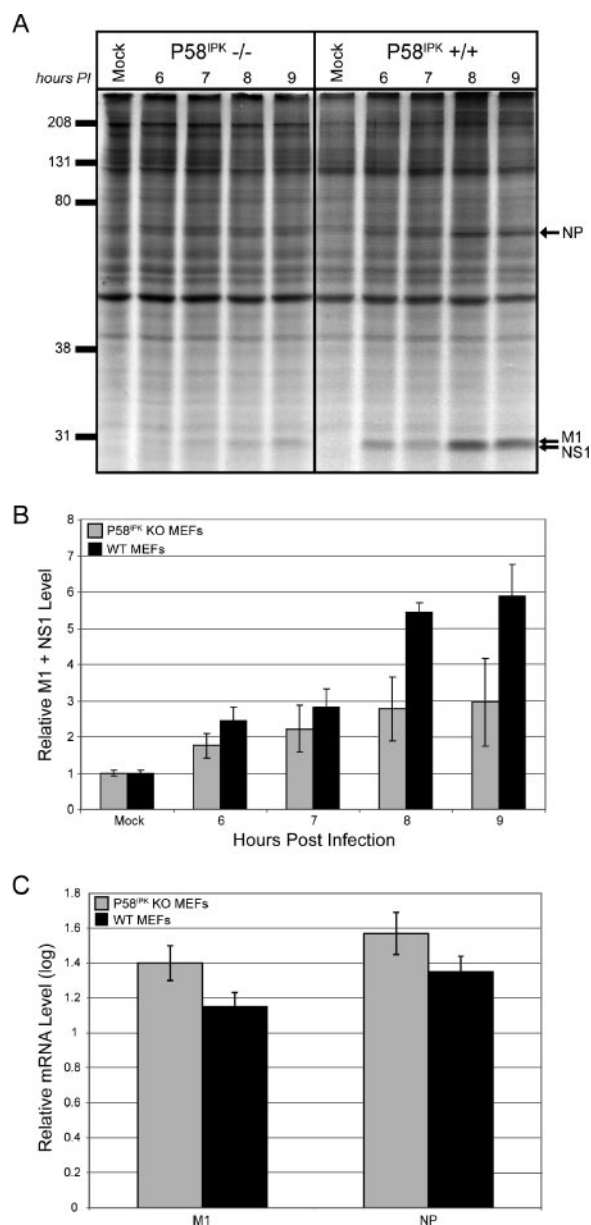 A
P58IPK -/-
P58IPK +/+
hours PI
Mock
6
7
8
9
Mock
6
7
8
9
208
131
80
38
31
NP
M1
NS1
B
P58IPK KO MEFs
WT MEFs
Relative M1 + NS1 Level
8
7
6
5
4
3
2
1
0
Mock
6
7
8
9
Hours Post Infection
C
P58IPK KO MEFs
WT MEFs
Relative mRNA Level (log)
1.8
1.6
1.4
1.2
1
0.8
0.6
0.4
0.2
0
M1
NP